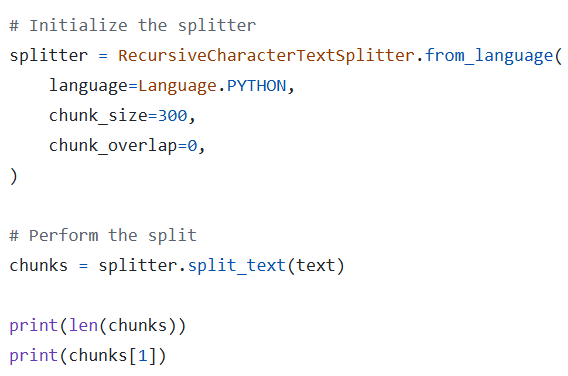 # Initialize the splitter
splitter = RecursiveCharacterTextSplitter.from_language(
    language=Language.PYTHON,
    chunk_size=300,
    chunk_overlap=0,
)
# Perform the split
chunks = splitter.split_text(text)
print(len(chunks))
print(chunks[1])